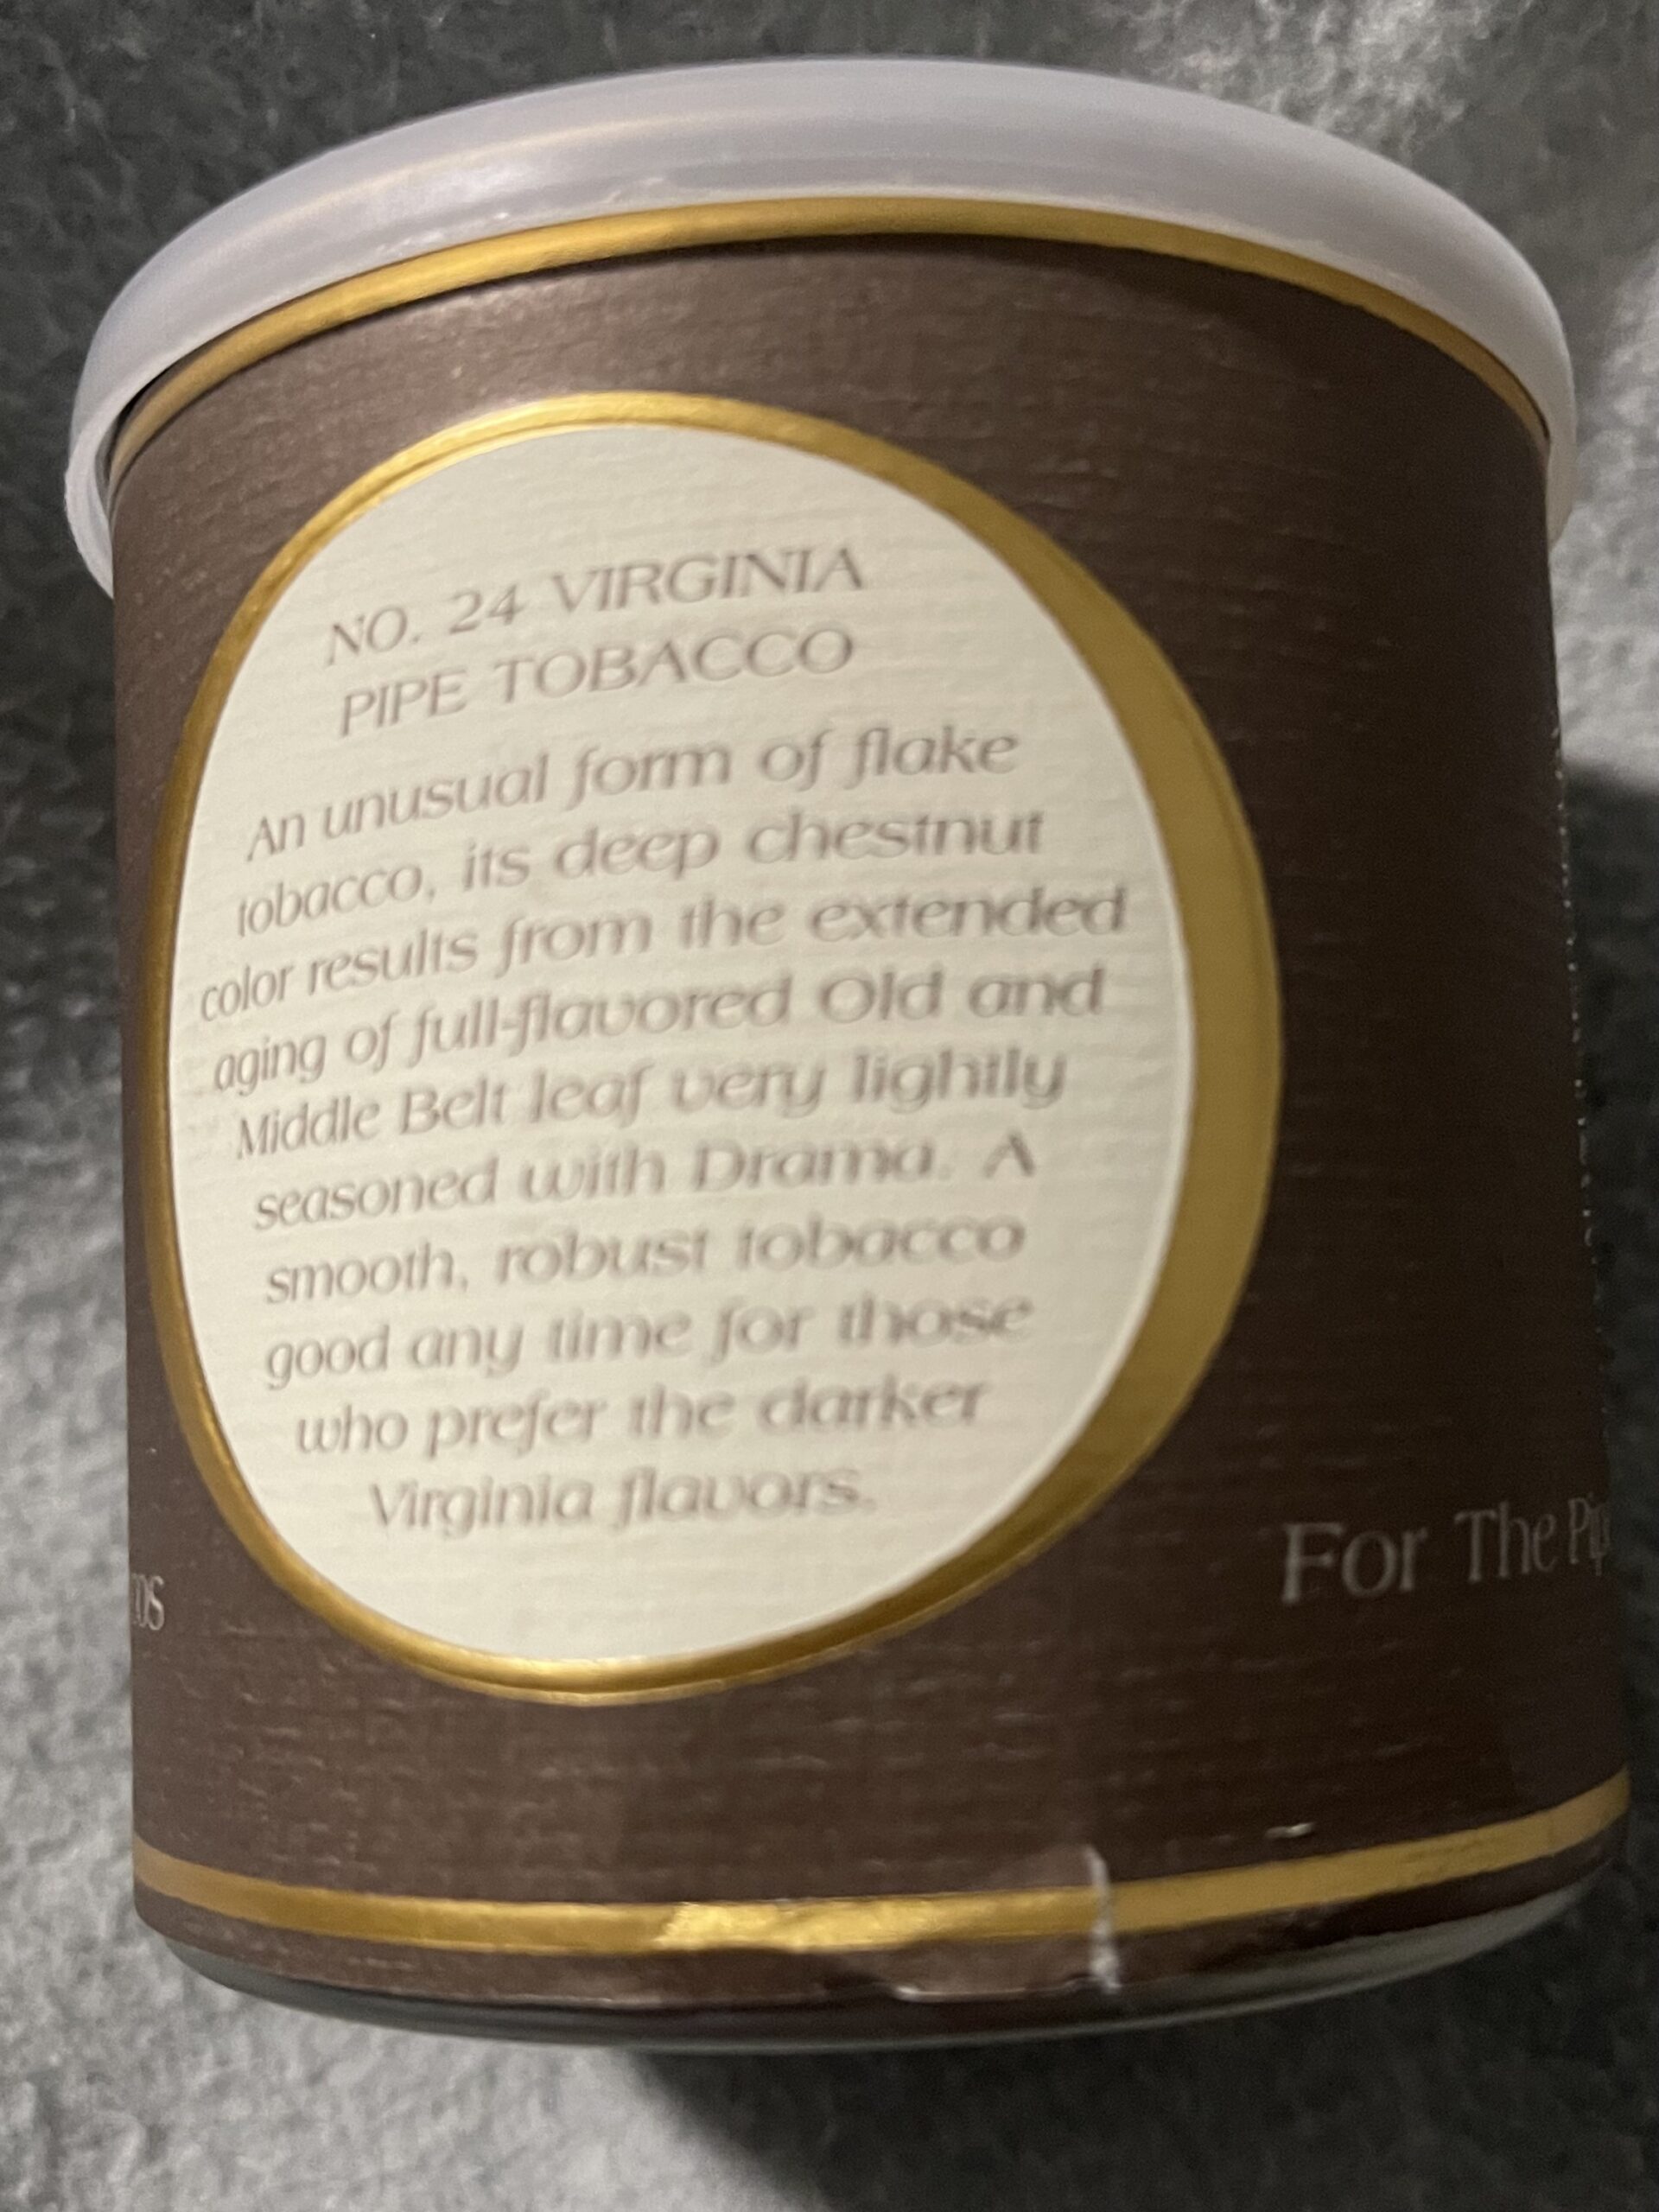 NO. 24 VIRGINIA
PIPE TOBACCO
An unusual form of flake
tobacco, its deep chestnut
color results from the extended
aging of full-flavored Old and
Middle Belt leaf very lightly
seasoned with Drama. A
smooth, robust tobacco
good any time for those
who prefer the darker
Virginia flavors.
For The